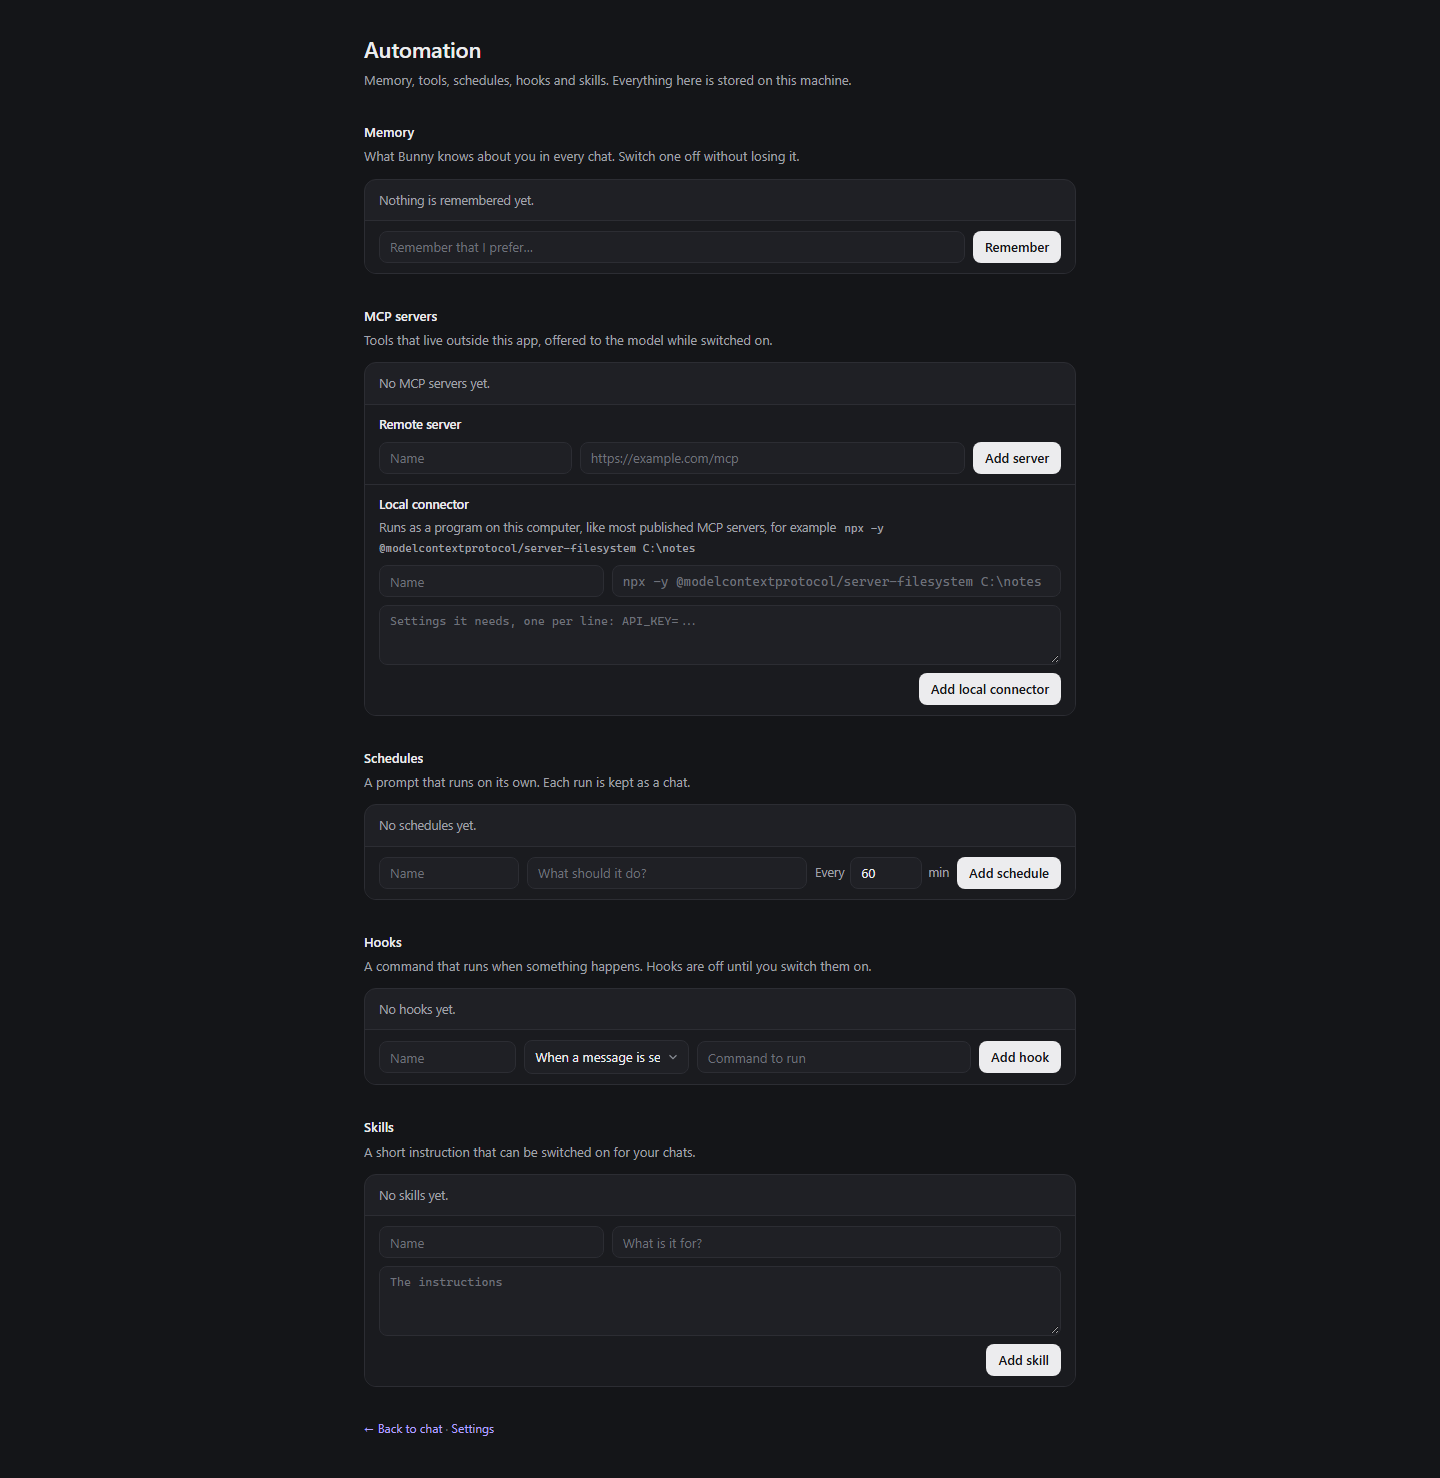 Automation
Memory, tools, schedules, hooks and skills. Everything here is stored on this machine.
Memory
What Bunny knows about you in every chat. Switch one off without losing it.
Nothing is remembered yet.
Remember that I prefer...
Remember
MCP servers
Tools that live outside this app, offered to the model while switched on.
No MCP servers yet.
Remote server
Name
https://example.com/mcp
Add server
Local connector
Runs as a program on this computer, like most published MCP servers, for example npx -y
@modelcontextprotocol/server-filesystem C:\notes
Name
npx -y @modelcontextprotocol/server-filesystem C:\notes
Settings it needs, one per line: API_KEY=...
Add local connector
Schedules
A prompt that runs on its own. Each run is kept as a chat.
No schedules yet.
Name
What should it do?
Every
60
min
Add schedule
Hooks
A command that runs when something happens. Hooks are off until you switch them on.
No hooks yet.
Name
When a message is se
Command to run
Add hook
Skills
A short instruction that can be switched on for your chats.
No skills yet.
Name
What is it for?
The instructions
Add skill
← Back to chat · Settings